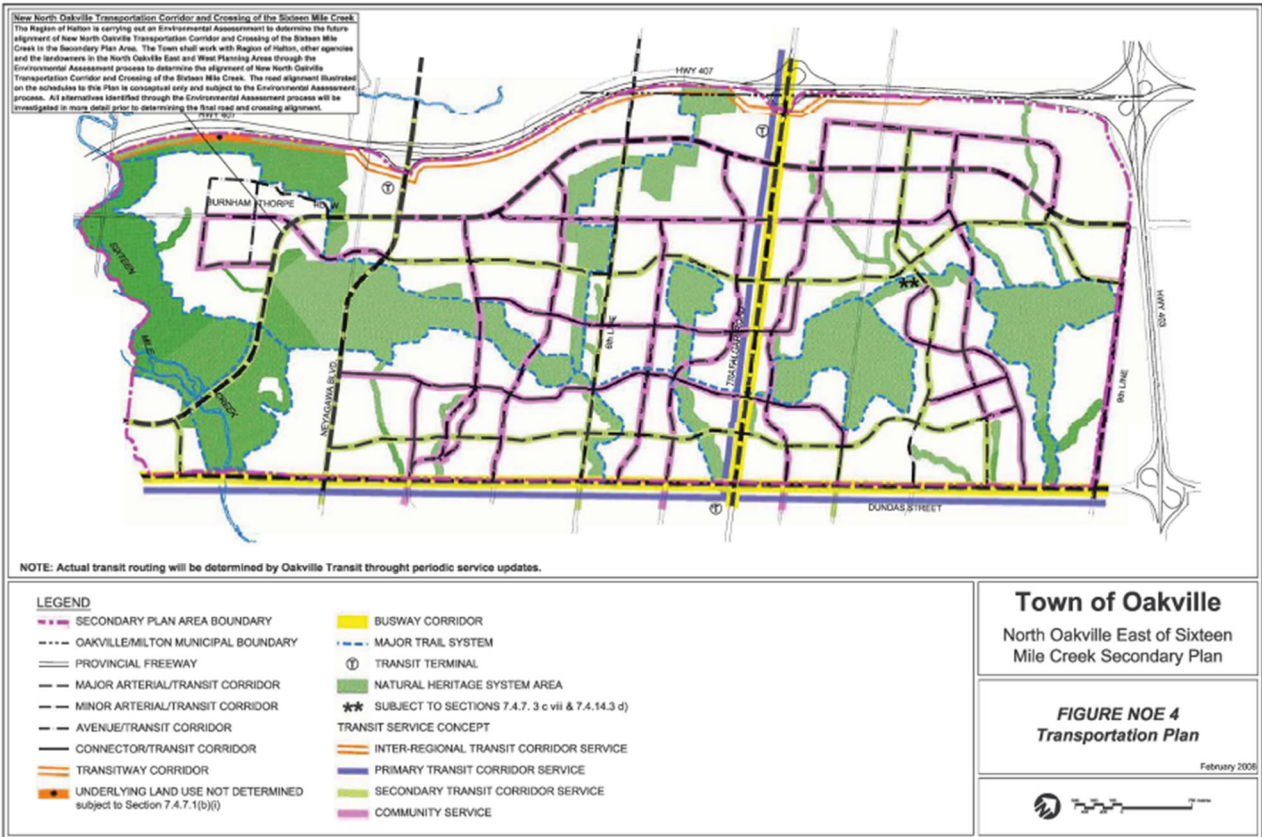 New North Oakville Transportation Corridor and Crossing of the Sixteen Mile Creek
The Region of Halton is carrying out an Environmental Assessment to determine the future
alignment of New North Oakville Transportation Corridor and Crossing of the Sixteen Mile
Creek in the Secondary Plan Area. The Town shall work with Region of Halton, other agencies
and the landowners in the North Oakville East and West Planning Areas through the
Environmental Assessment process to determine the alignment of New North Oakville
Transportation Corridor and Crossing of the Sixteen Mile Creek. The road alignment illustrated
on the schedules to this Plan is conceptual only and subject to the Environmental Assessment
process. All alternatives identified through the Environmental Assessment process will be
investigated in more detail prior to determining the final road and crossing alignment.
HWY 407
HWY 407
T
T
BURNHAMTHORPE RD. W
SIXTEEN
MILE
CREEK
NEYAGAWA BLVD.
6th LINE
TRAFALGAR ROAD
**
HWY 403
9th LINE
T
DUNDAS STREET
NOTE: Actual transit routing will be determined by Oakville Transit throught periodic service updates.
LEGEND
SECONDARY PLAN AREA BOUNDARY
OAKVILLE/MILTON MUNICIPAL BOUNDARY
PROVINCIAL FREEWAY
MAJOR ARTERIAL/TRANSIT CORRIDOR
MINOR ARTERIAL/TRANSIT CORRIDOR
AVENUE/TRANSIT CORRIDOR
CONNECTOR/TRANSIT CORRIDOR
TRANSITWAY CORRIDOR
UNDERLYING LAND USE NOT DETERMINED
subject to Section 7.4.7.1(b)(i)
BUSWAY CORRIDOR
MAJOR TRAIL SYSTEM
T TRANSIT TERMINAL
NATURAL HERITAGE SYSTEM AREA
** SUBJECT TO SECTIONS 7.4.7. 3 c vii & 7.4.14.3 d)
TRANSIT SERVICE CONCEPT
INTER-REGIONAL TRANSIT CORRIDOR SERVICE
PRIMARY TRANSIT CORRIDOR SERVICE
SECONDARY TRANSIT CORRIDOR SERVICE
COMMUNITY SERVICE
Town of Oakville
North Oakville East of Sixteen
Mile Creek Secondary Plan
FIGURE NOE 4
Transportation Plan
February 2008